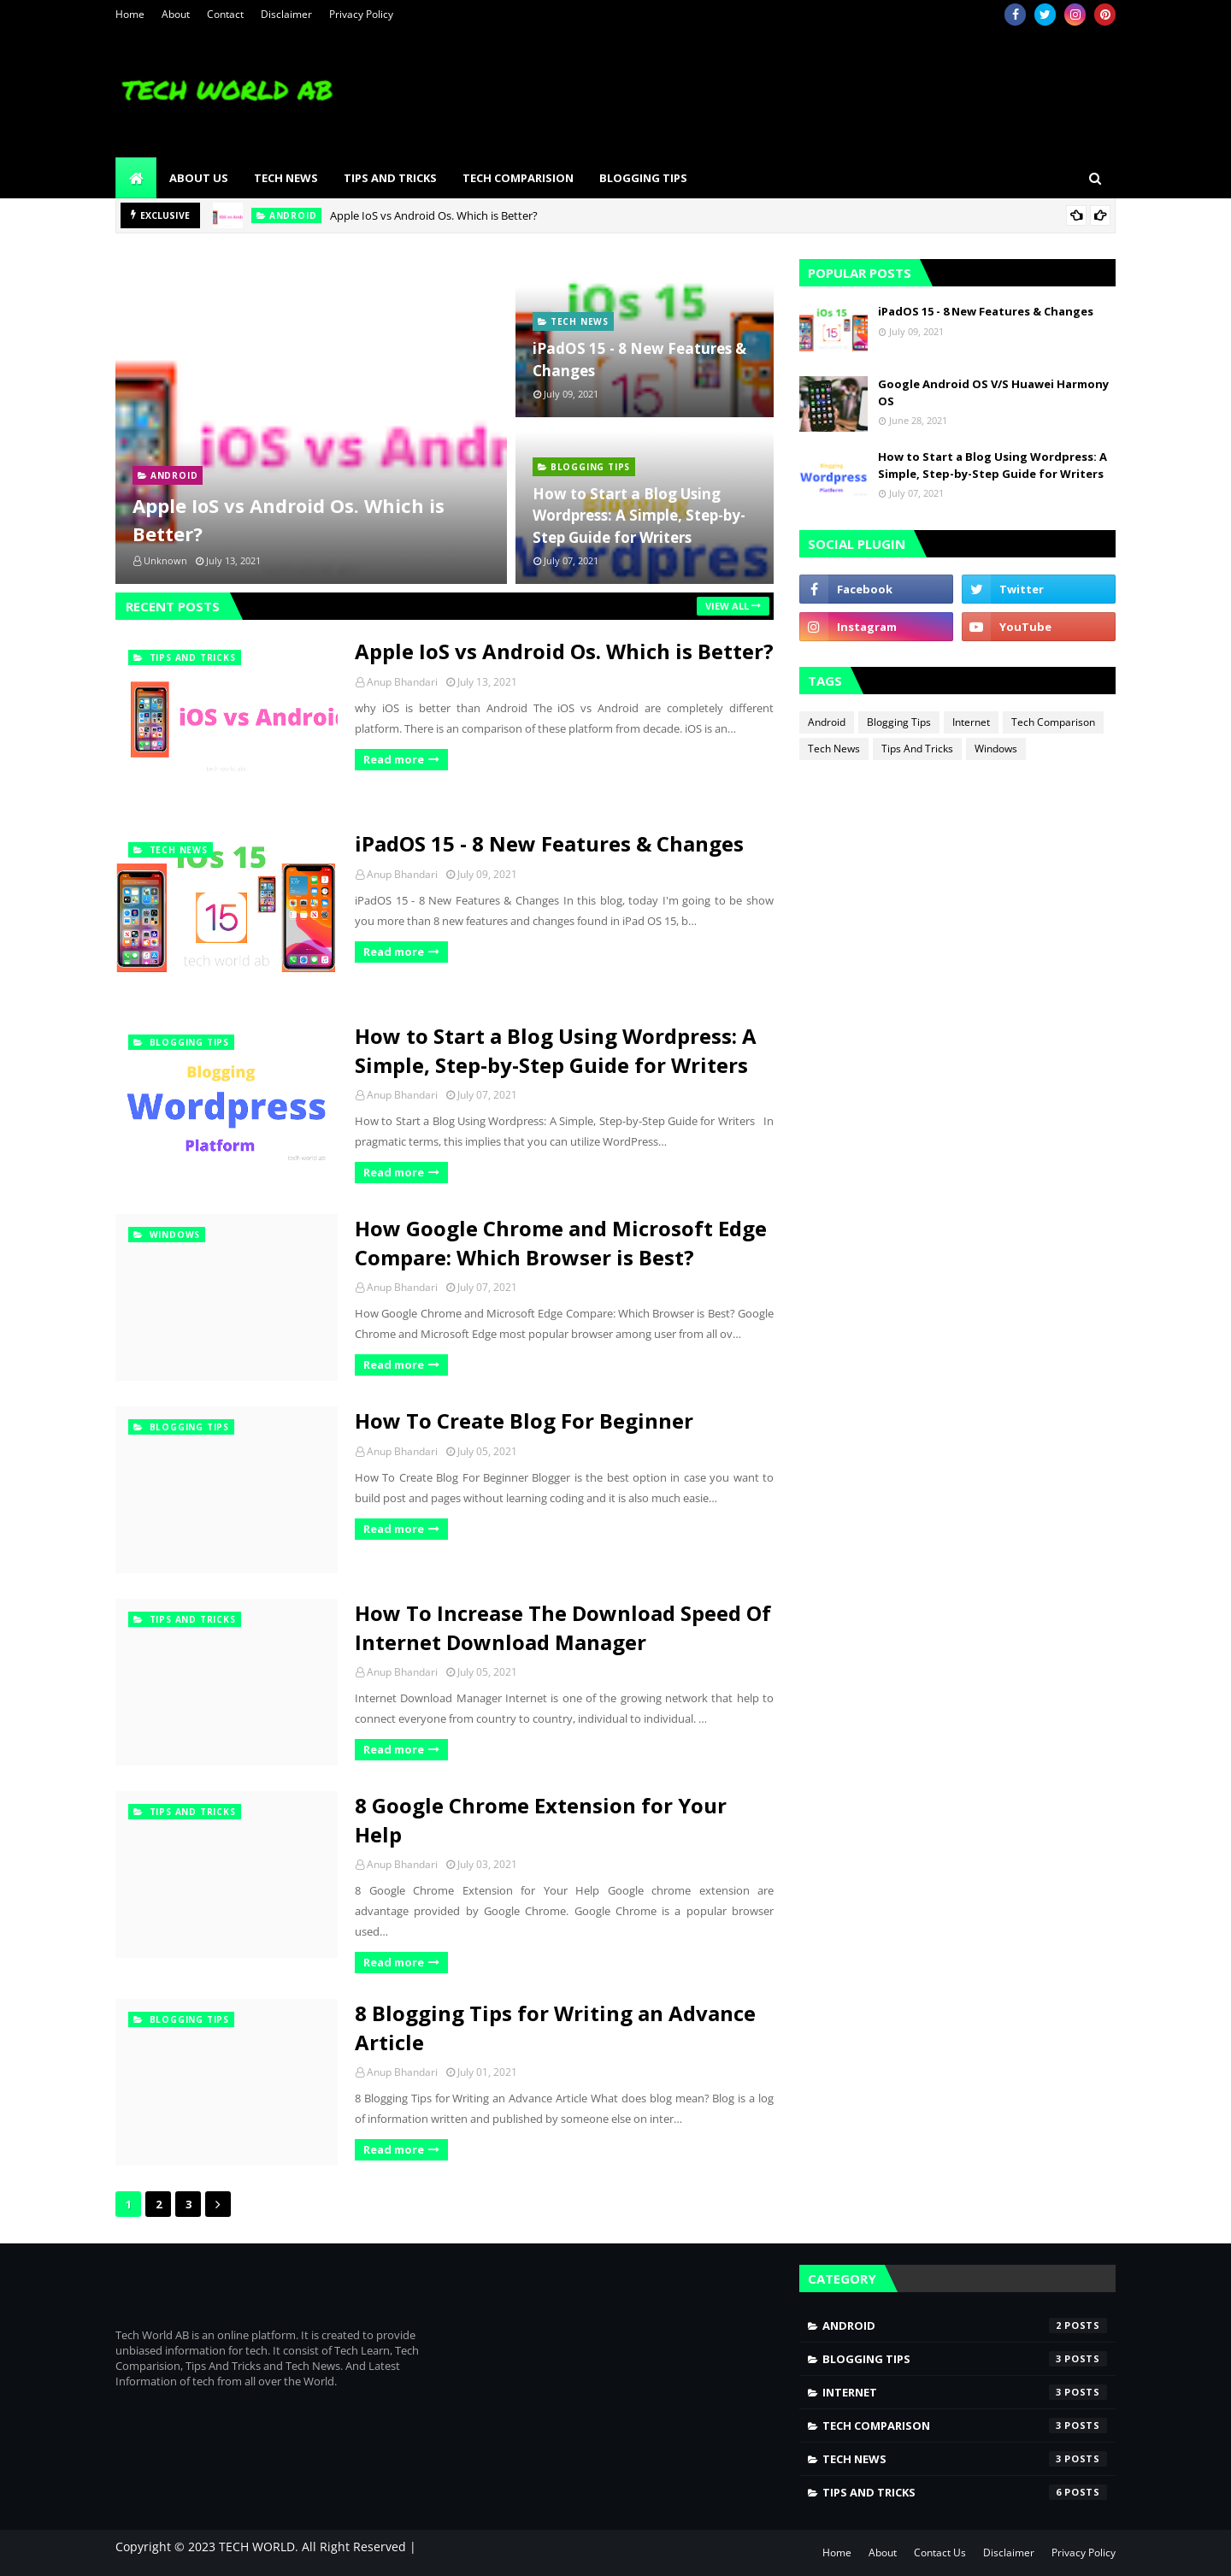 Home About Contact Disclaimer Privacy Policy
TECH WORLD AB
ABOUT US TECH NEWS TIPS AND TRICKS TECH COMPARISION BLOGGING TIPS
EXCLUSIVE ANDROID Apple IoS vs Android Os. Which is Better?
iOS vs Andr
ANDROID
Apple IoS vs Android Os. Which is
Better?
Unknown July 13, 2021
iOs 15
TECH NEWS
iPadOS 15 - 8 New Features &
Changes
July 09, 2021
BLOGGING TIPS
How to Start a Blog Using
Wordpress: A Simple, Step-by-
Step Guide for Writers
July 07, 2021
POPULAR POSTS
iPadOS 15 - 8 New Features & Changes
July 09, 2021
Google Android OS V/S Huawei Harmony
OS
June 28, 2021
How to Start a Blog Using Wordpress: A
Simple, Step-by-Step Guide for Writers
July 07, 2021
SOCIAL PLUGIN
Facebook Twitter
Instagram YouTube
TAGS
Android Blogging Tips Internet Tech Comparison
Tech News Tips And Tricks Windows
RECENT POSTS VIEW ALL
TIPS AND TRICKS
iOS vs Android
tech world ab
Apple IoS vs Android Os. Which is Better?
Anup Bhandari July 13, 2021
why iOS is better than Android The iOS vs Android are completely different
platform. There is an comparison of these platform from decade. iOS is an...
Read more
TECH NEWS
iOs 15
15
tech world ab
iPadOS 15 - 8 New Features & Changes
Anup Bhandari July 09, 2021
iPadOS 15 - 8 New Features & Changes In this blog, today I'm going to be show
you more than 8 new features and changes found in iPad OS 15, b...
Read more
BLOGGING TIPS
Blogging
Wordpress
Platform
tech world ab
How to Start a Blog Using Wordpress: A
Simple, Step-by-Step Guide for Writers
Anup Bhandari July 07, 2021
How to Start a Blog Using Wordpress: A Simple, Step-by-Step Guide for Writers In
pragmatic terms, this implies that you can utilize WordPress...
Read more
WINDOWS
How Google Chrome and Microsoft Edge
Compare: Which Browser is Best?
Anup Bhandari July 07, 2021
How Google Chrome and Microsoft Edge Compare: Which Browser is Best? Google
Chrome and Microsoft Edge most popular browser among user from all ov...
Read more
BLOGGING TIPS
How To Create Blog For Beginner
Anup Bhandari July 05, 2021
How To Create Blog For Beginner Blogger is the best option in case you want to
build post and pages without learning coding and it is also much easie...
Read more
TIPS AND TRICKS
How To Increase The Download Speed Of
Internet Download Manager
Anup Bhandari July 05, 2021
Internet Download Manager Internet is one of the growing network that help to
connect everyone from country to country, individual to individual. ...
Read more
TIPS AND TRICKS
8 Google Chrome Extension for Your
Help
Anup Bhandari July 03, 2021
8 Google Chrome Extension for Your Help Google chrome extension are
advantage provided by Google Chrome. Google Chrome is a popular browser
used...
Read more
BLOGGING TIPS
8 Blogging Tips for Writing an Advance
Article
Anup Bhandari July 01, 2021
8 Blogging Tips for Writing an Advance Article What does blog mean? Blog is a log
of information written and published by someone else on inter...
Read more
1 2 3
Tech World AB is an online platform. It is created to provide
unbiased information for tech. It consist of Tech Learn, Tech
Comparision, Tips And Tricks and Tech News. And Latest
Information of tech from all over the World.
CATEGORY
ANDROID 2 POSTS
BLOGGING TIPS 3 POSTS
INTERNET 3 POSTS
TECH COMPARISON 3 POSTS
TECH NEWS 3 POSTS
TIPS AND TRICKS 6 POSTS
Copyright © 2023 TECH WORLD. All Right Reserved |
Home About Contact Us Disclaimer Privacy Policy